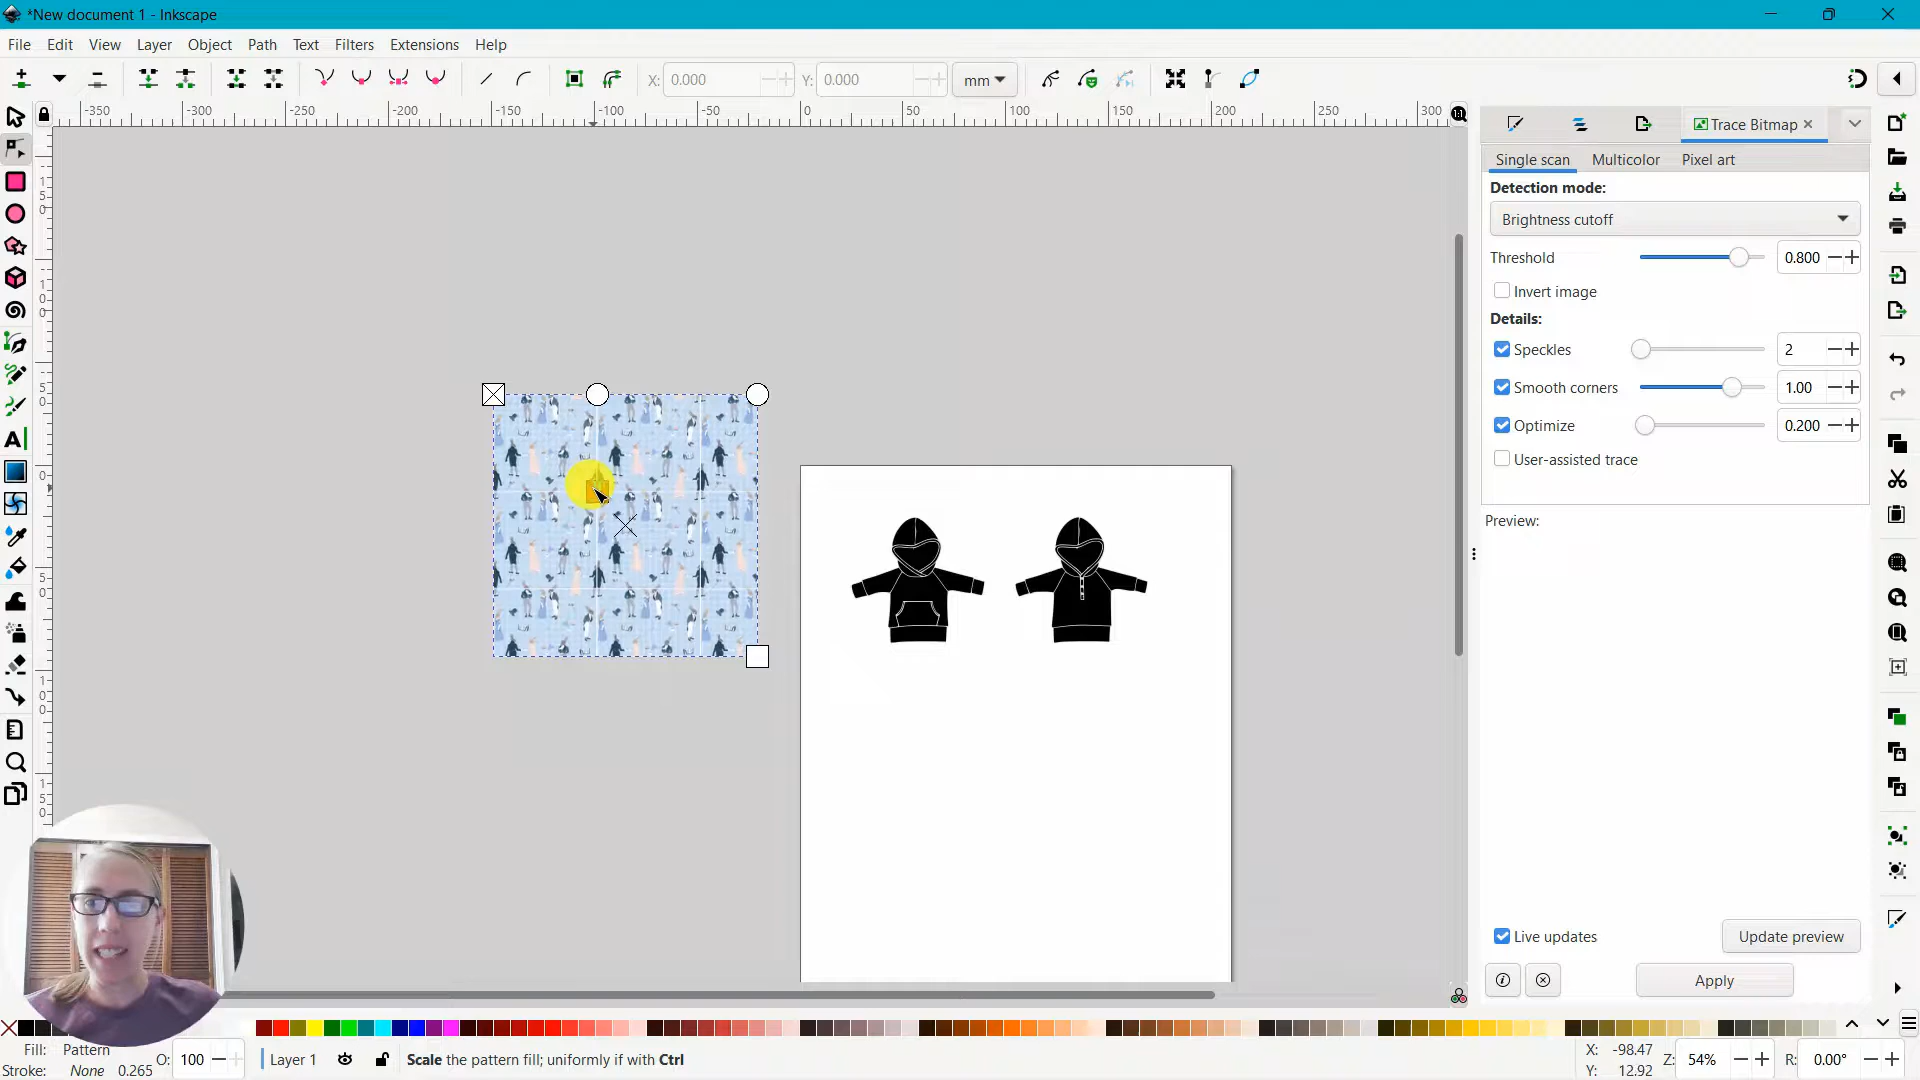 *New document 1 - Inkscape
File Edit View Layer Object Path Text Filters Extensions Help
X: 0.000 Y: 0.000 mm
-350 -300 -250 -200 -150 -100 -50 0 50 100 150 200 250 300
Trace Bitmap
Single scan Multicolor Pixel art
Detection mode:
Brightness cutoff
Threshold 0.800
Invert image
Details:
Speckles 2
Smooth corners 1.00
Optimize 0.200
User-assisted trace
Preview:
Live updates Update preview
Apply
Fill: Pattern
Stroke: None 0.265
O: 100
Layer 1
Scale the pattern fill; uniformly if with Ctrl
X: -98.47
Y: 12.92
Z: 54%
R: 0.00°